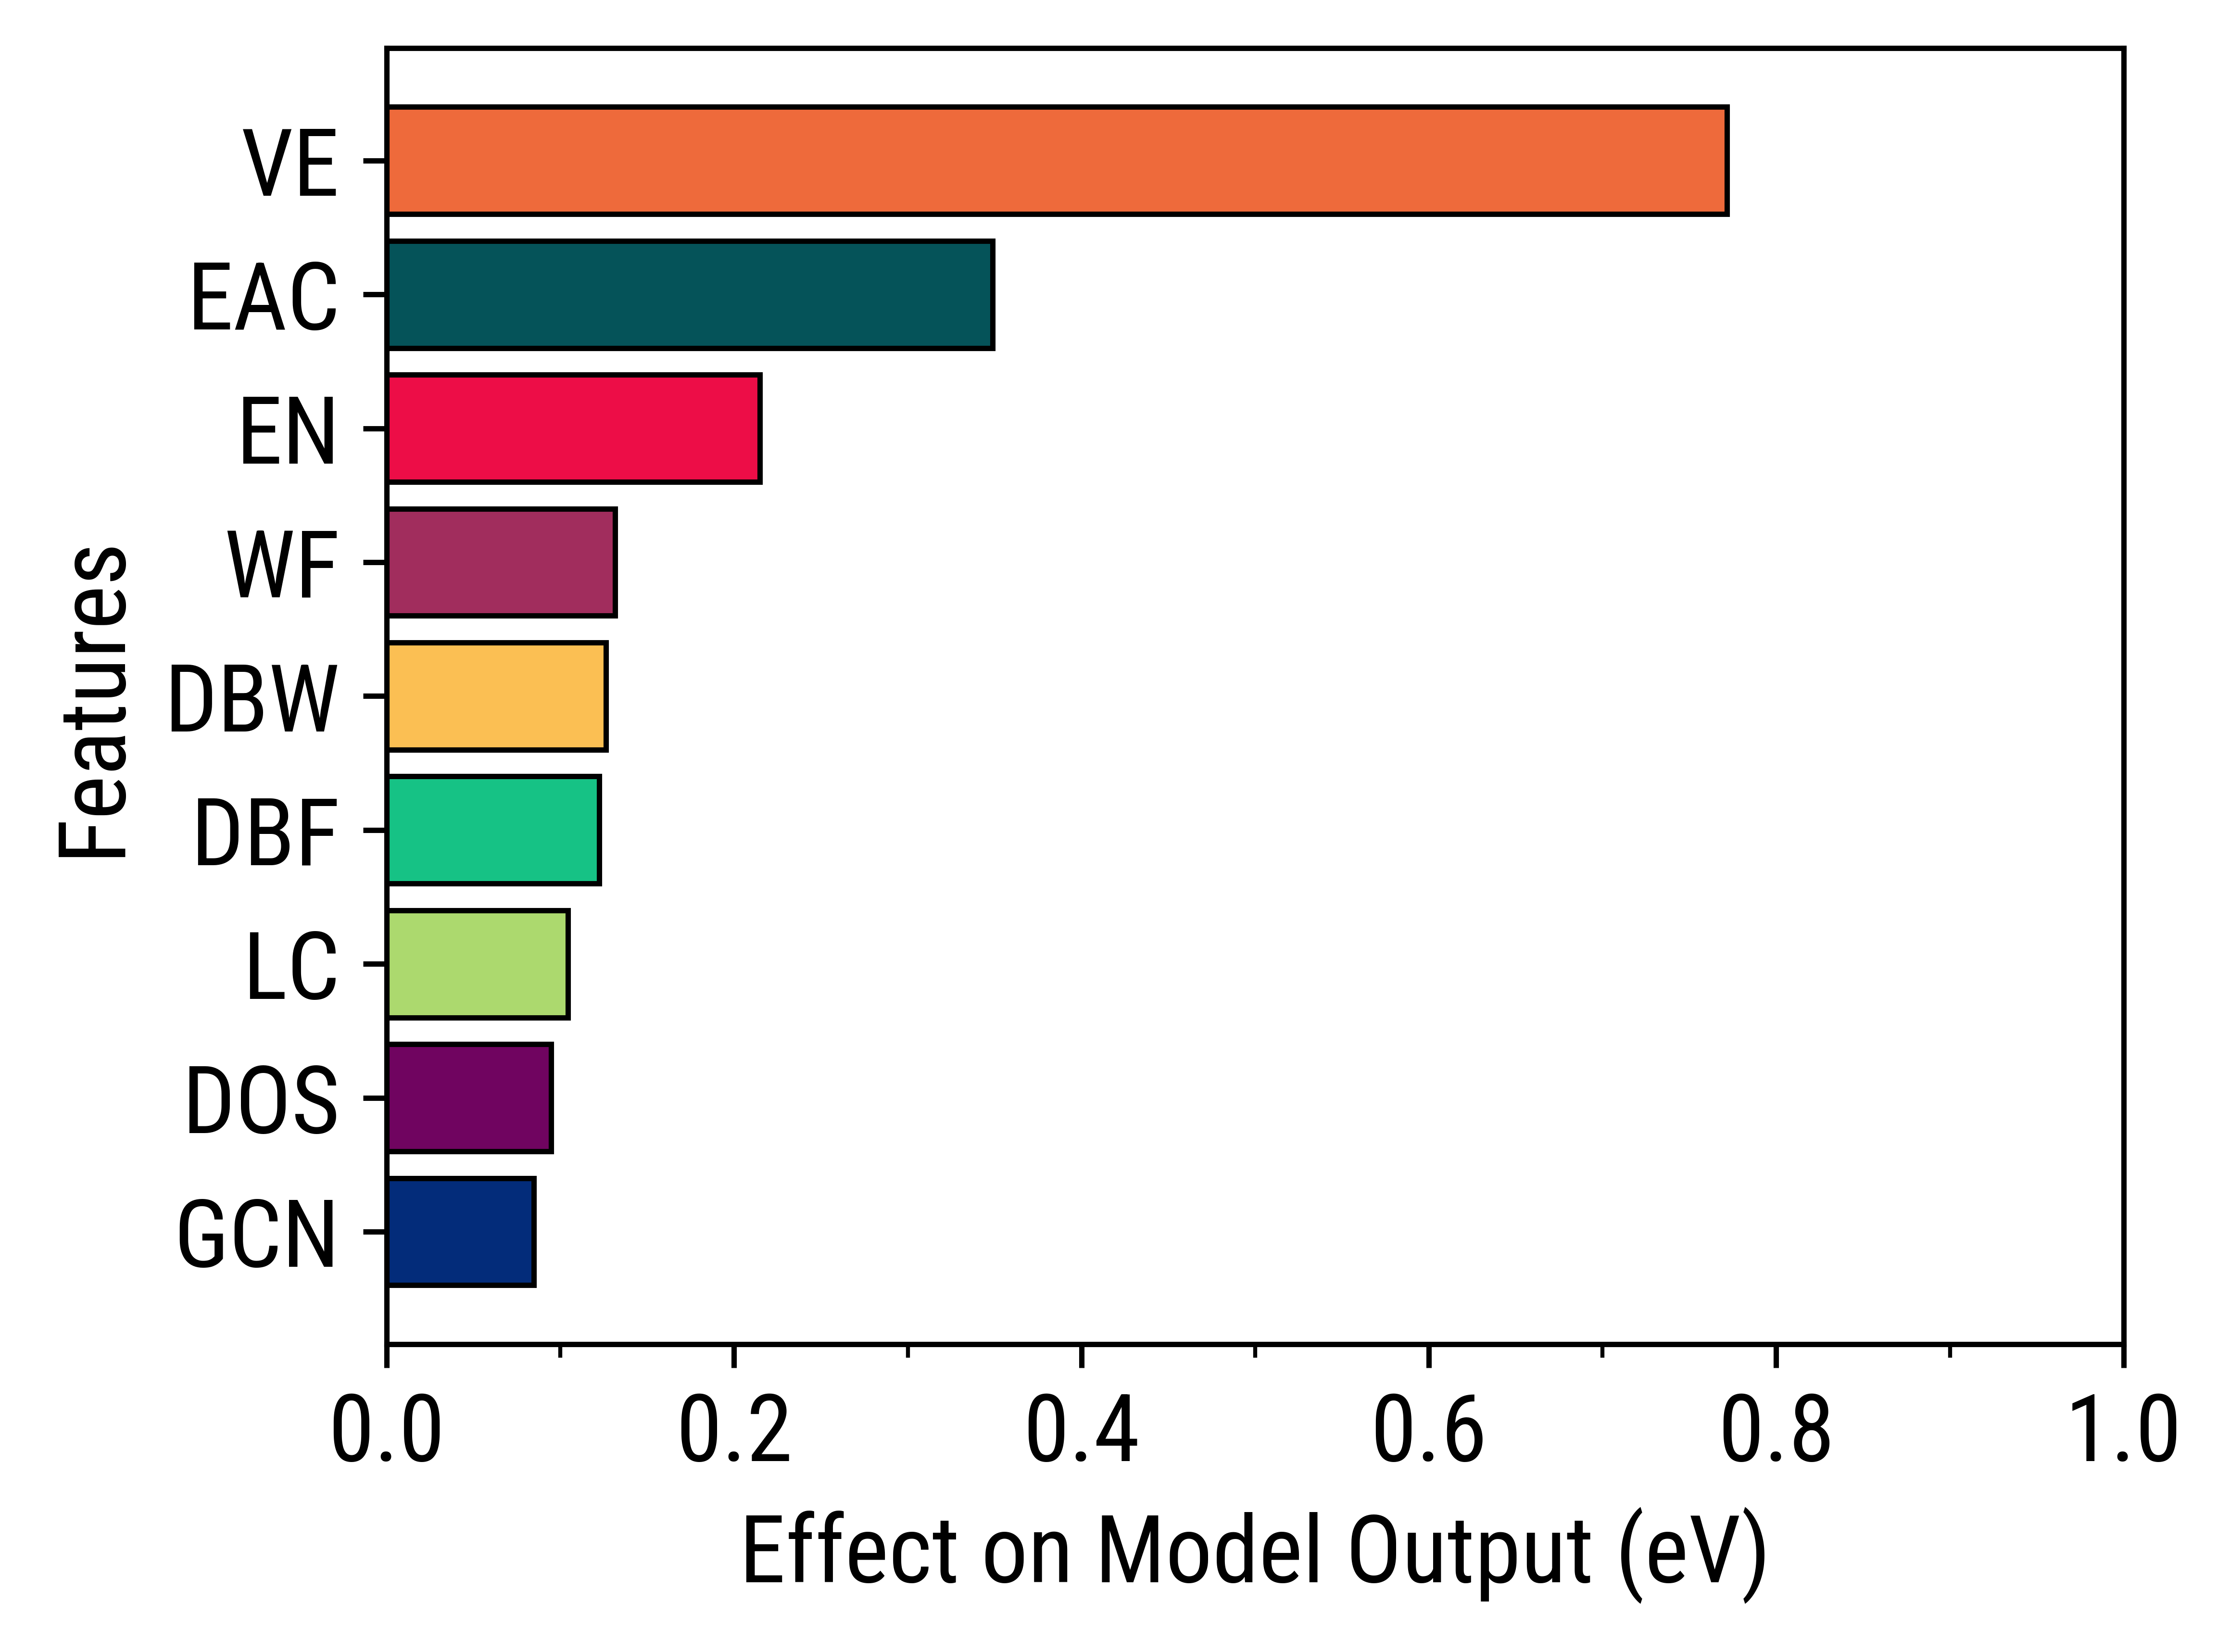 VE
EAC
EN
WF
DBW
DBF
LC
DOS
GCN
Features
0.0 0.2 0.4 0.6 0.8 1.0
Effect on Model Output (eV)